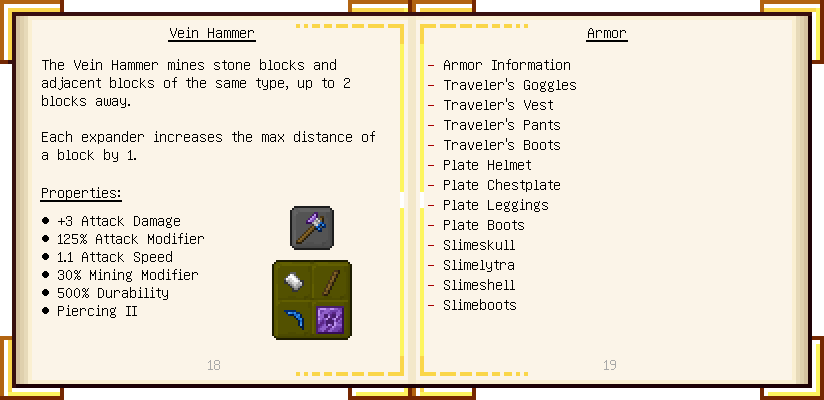 Vein Hammer
The Vein Hammer mines stone blocks and
adjacent blocks of the same type, up to 2
blocks away.
Each expander increases the max distance of
a block by 1.
Properties:
● +3 Attack Damage
● 125% Attack Modifier
● 1.1 Attack Speed
● 30% Mining Modifier
● 500% Durability
● Piercing II
18
Armor
- Armor Information
- Traveler's Goggles
- Traveler's Vest
- Traveler's Pants
- Traveler's Boots
- Plate Helmet
- Plate Chestplate
- Plate Leggings
- Plate Boots
- Slimeskull
- Slimelytra
- Slimeshell
- Slimeboots
19